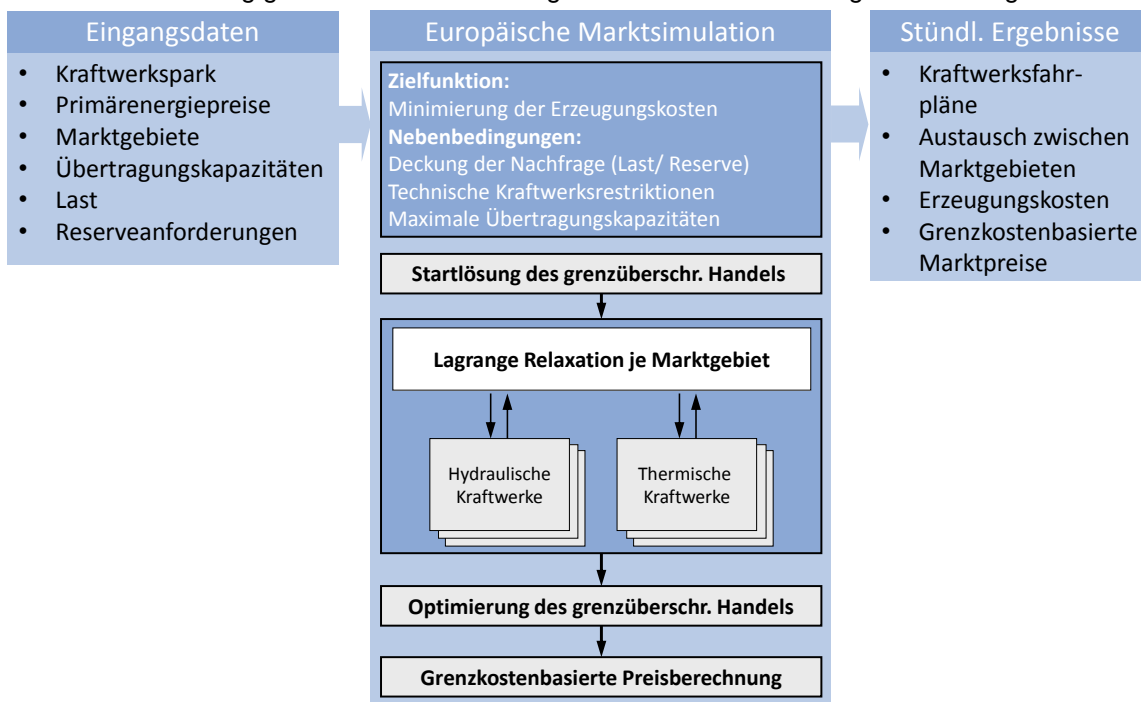 Eingangsdaten
• Kraftwerkspark
• Primärenergiepreise
• Marktgebiete
• Übertragungskapazitäten
• Last
• Reserveanforderungen
Europäische Marktsimulation
Zielfunktion:
Minimierung der Erzeugungskosten
Nebenbedingungen:
Deckung der Nachfrage (Last/ Reserve)
Technische Kraftwerksrestriktionen
Maximale Übertragungskapazitäten
Startlösung des grenzüberschr. Handels
Lagrange Relaxation je Marktgebiet
Hydraulische
Kraftwerke
Thermische
Kraftwerke
Optimierung des grenzüberschr. Handels
Grenzkostenbasierte Preisberechnung
Stündl. Ergebnisse
• Kraftwerksfahr-
pläne
• Austausch zwischen
Marktgebieten
• Erzeugungskosten
• Grenzkostenbasierte
Marktpreise